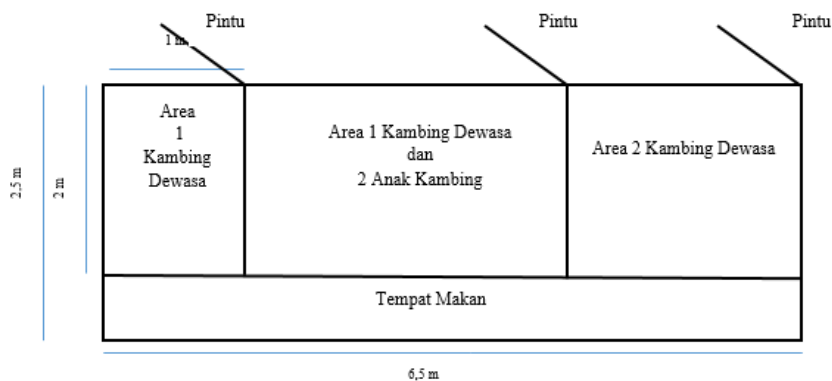 Pintu
Pintu
Pintu
1 m
Area
1
Kambing
Dewasa
Area 1 Kambing Dewasa
dan
2 Anak Kambing
Area 2 Kambing Dewasa
2,5 m
2 m
Tempat Makan
6,5 m